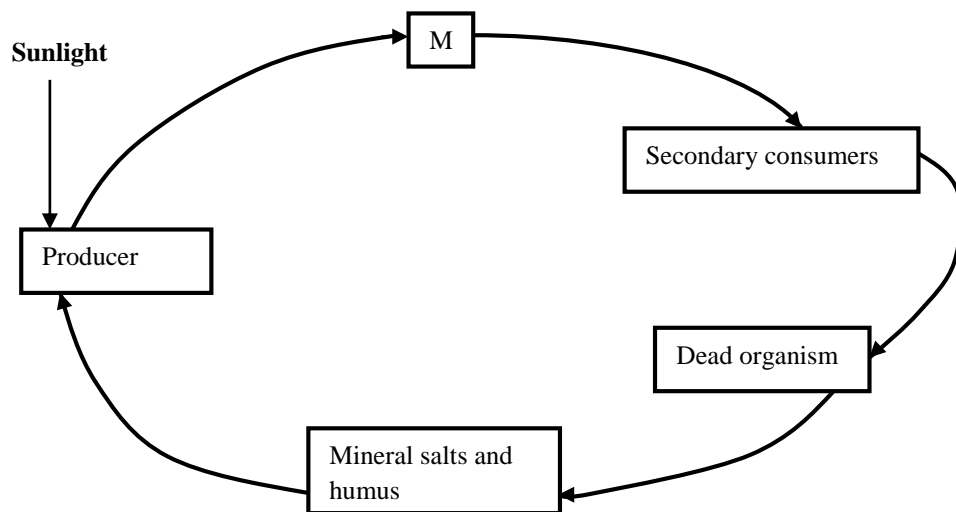 M
Sunlight
Secondary consumers
Producer
Dead organism
Mineral salts and
humus